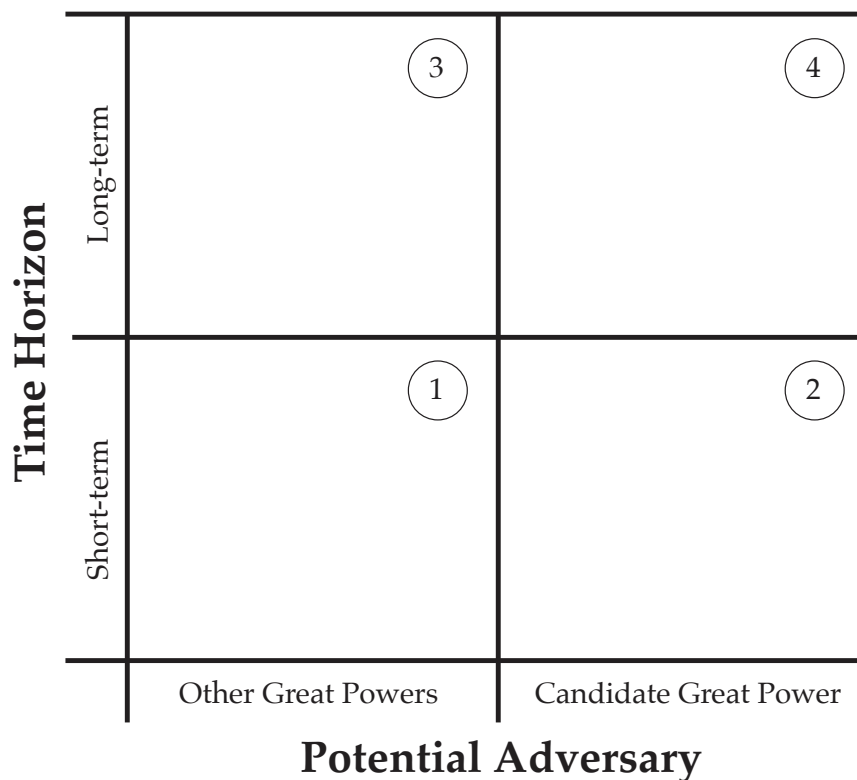 3
4
Long-term
Time Horizon
1
2
Short-term
Other Great Powers
Candidate Great Power
Potential Adversary